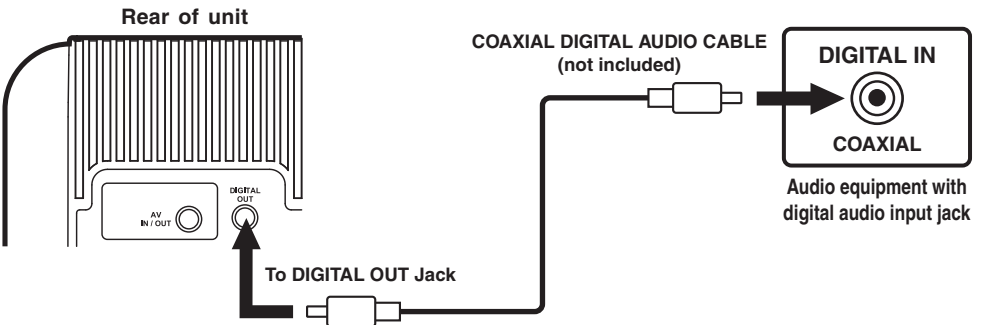 Rear of unit
COAXIAL DIGITAL AUDIO CABLE
(not included)
DIGITAL IN
COAXIAL
Audio equipment with
digital audio input jack
AV
IN / OUT
DIGITAL
OUT
To DIGITAL OUT Jack